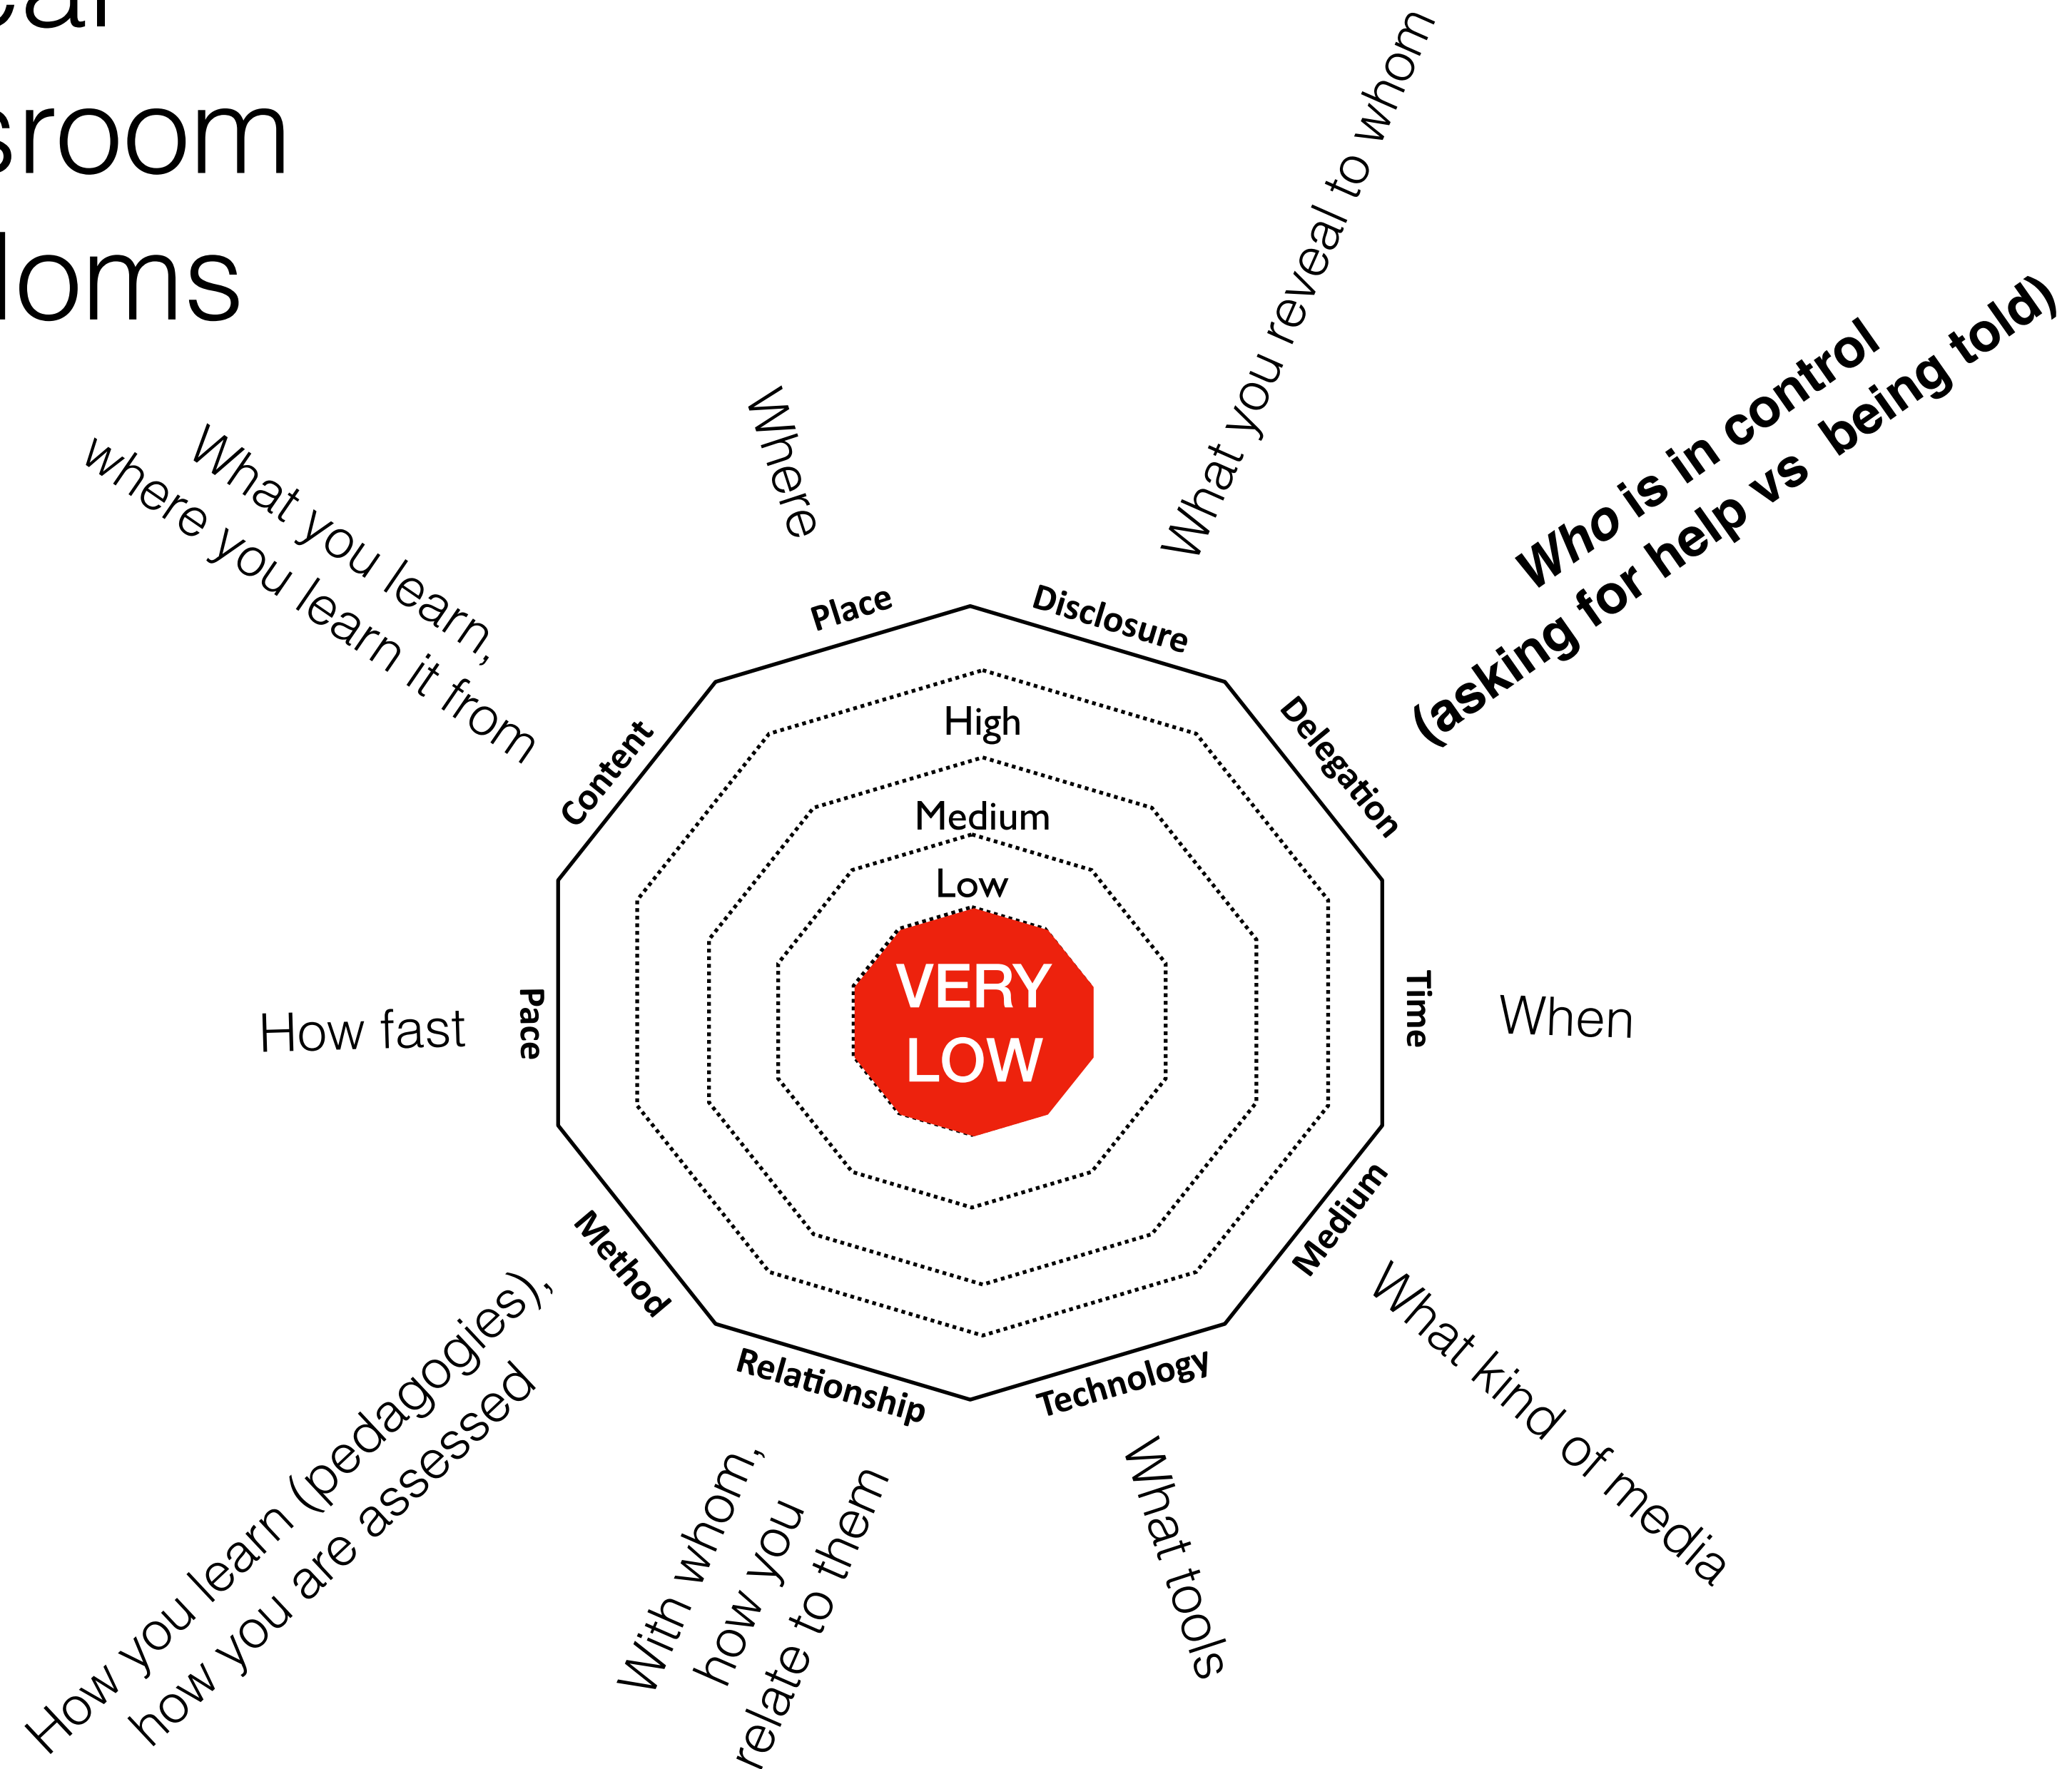 sroom
loms
What you reveal to whom
Who is in control
(asking for help vs being told)
Where
What you learn,
where you learn it from
Place
Disclosure
Content
Delegation
High
Medium
Low
VERY
LOW
How fast
Pace
Time
When
Method
Medium
Relationship
Technology
How you learn (pedagogies),
how you are assessed
With whom,
how you
relate to them
What tools
What kind of media